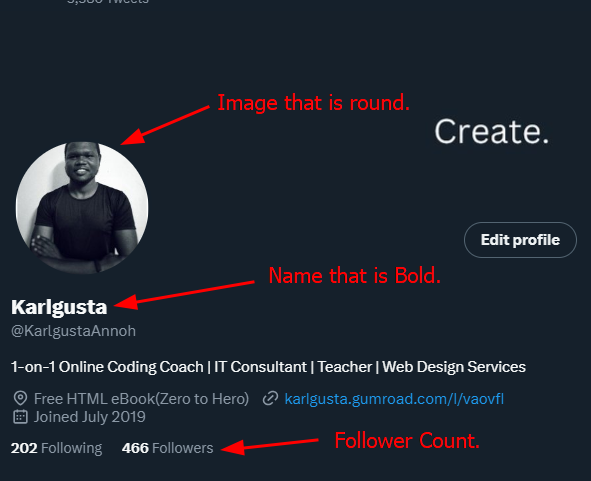 Tweets
Image that is round.
Create.
Edit profile
Name that is Bold.
Karlgusta
@KarlgustaAnnoh
1-on-1 Online Coding Coach | IT Consultant | Teacher | Web Design Services
Free HTML eBook(Zero to Hero) karlgusta.gumroad.com/l/vaovfl
Joined July 2019
202 Following 466 Followers
Follower Count.